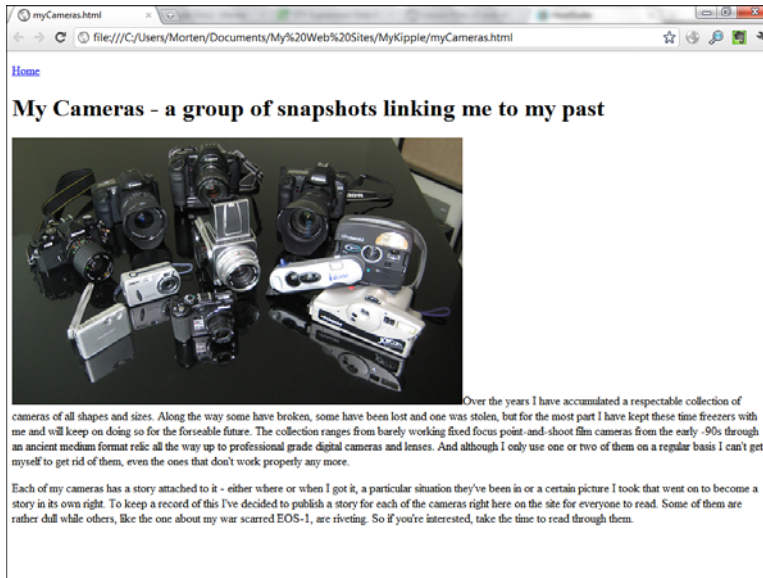 myCameras.html
file:///C:/Users/Morten/Documents/My%20Web%20Sites/MyKipple/myCameras.html
Home
My Cameras - a group of snapshots linking me to my past
Canon
Over the years I have accumulated a respectable collection of
cameras of all shapes and sizes. Along the way some have broken, some have been lost and one was stolen, but for the most part I have kept these time freezers with
me and will keep on doing so for the forseable future. The collection ranges from barely working fixed focus point-and-shoot film cameras from the early -90s through
an ancient medium format relic all the way up to professional grade digital cameras and lenses. And although I only use one or two of them on a regular basis I can't get
myself to get rid of them, even the ones that don't work properly any more.
Each of my cameras has a story attached to it - either where or when I got it, a particular situation they've been in or a certain picture I took that went on to become a
story in its own right. To keep a record of this I've decided to publish a story for each of the cameras right here on the site for everyone to read. Some of them are
rather dull while others, like the one about my war scarred EOS-1, are riveting. So if you're interested, take the time to read through them.